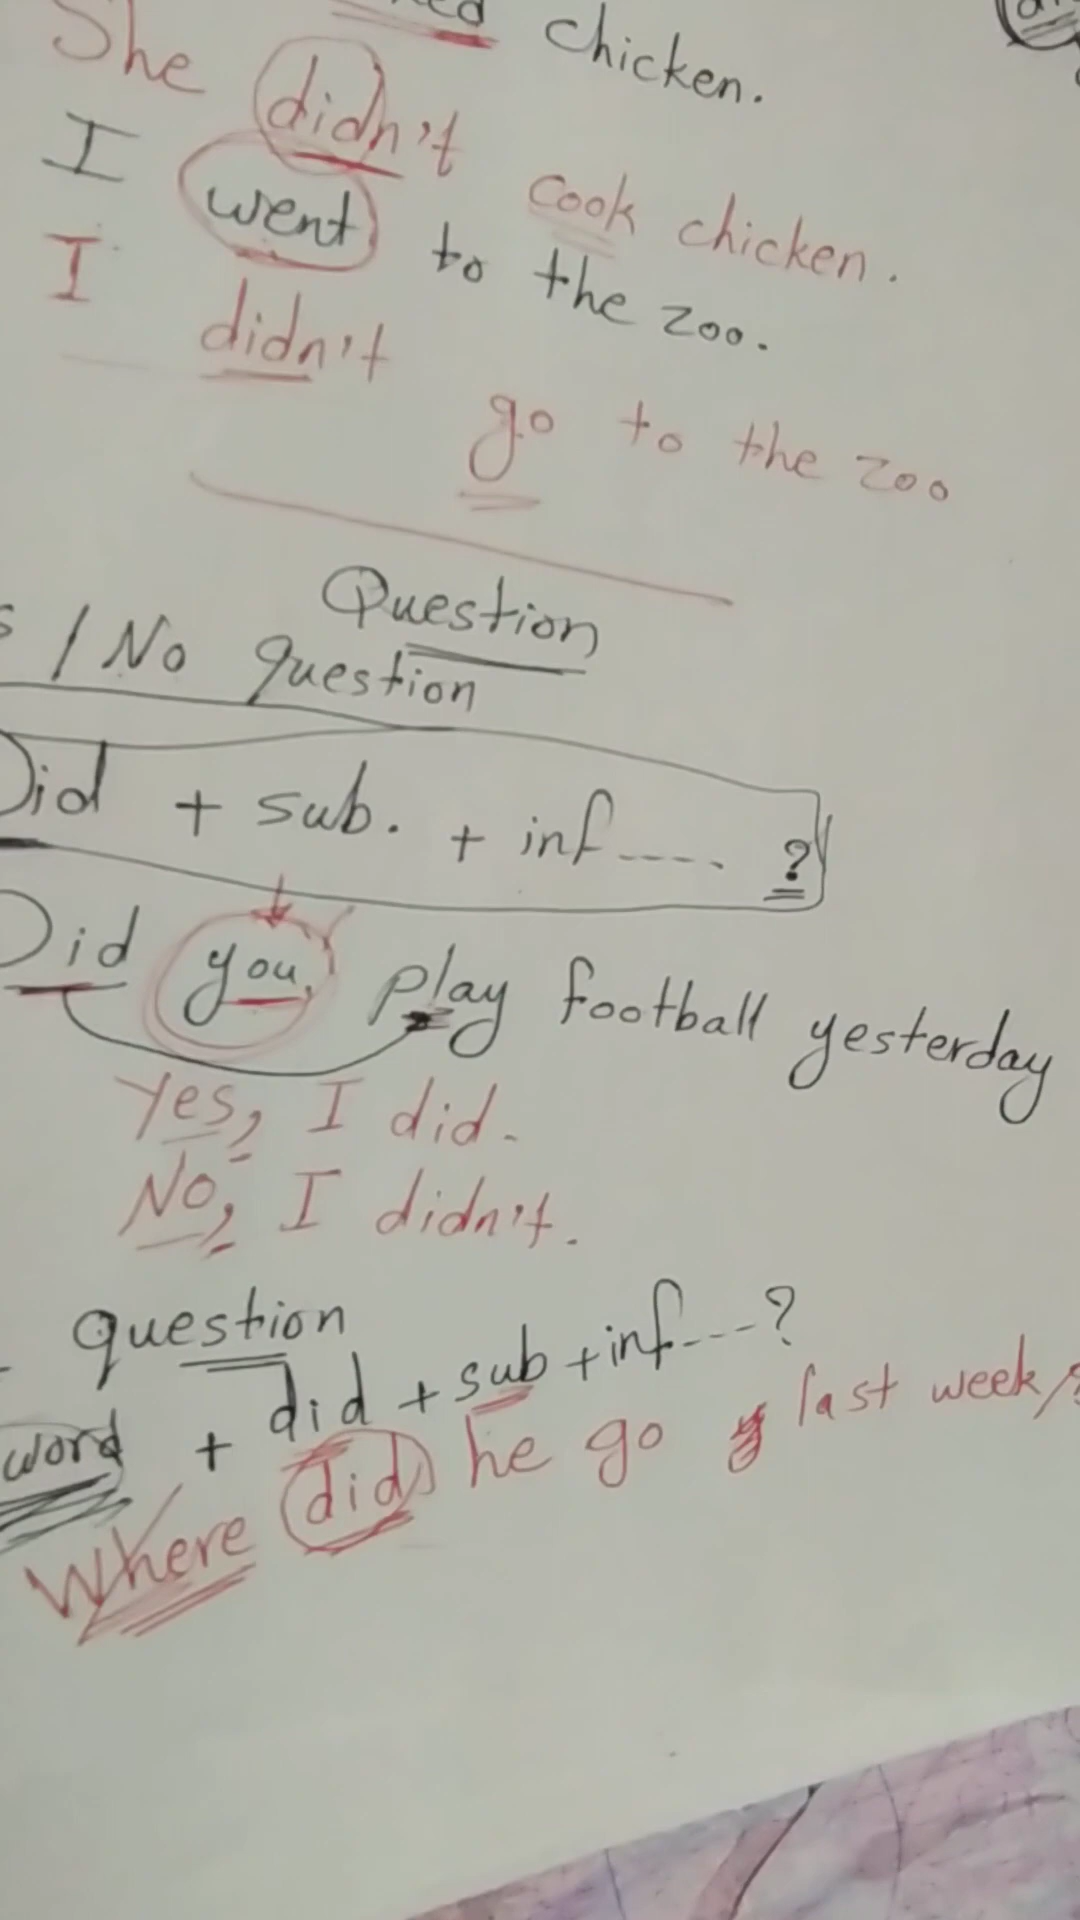 chicken.
She didn't cook chicken.
I went to the zoo.
I didn't go to the zoo
Question
/ No question
Did + sub. + inf ..... ?
Did you play football yesterday
Yes, I did.
No, I didn't.
question
word + did + sub + inf ---- ?
Where did he go last week